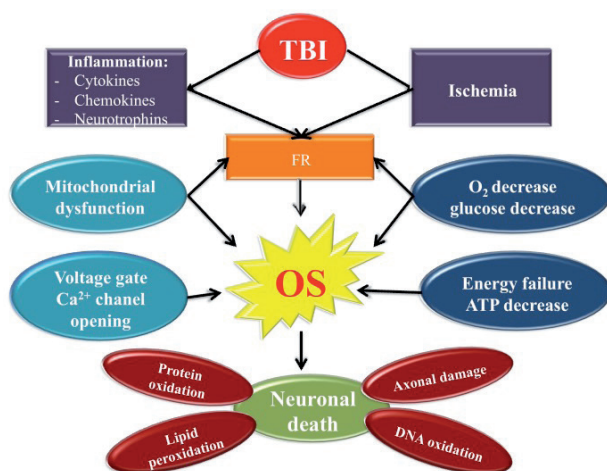 TBI
Inflammation:
- Cytokines
- Chemokines
- Neurotrophins
Ischemia
FR
Mitochondrial
dysfunction
O₂ decrease
glucose decrease
Voltage gate
Ca²⁺ chanel
opening
OS
Energy failure
ATP decrease
Protein
oxidation
Axonal damage
Neuronal
death
Lipid
peroxidation
DNA oxidation